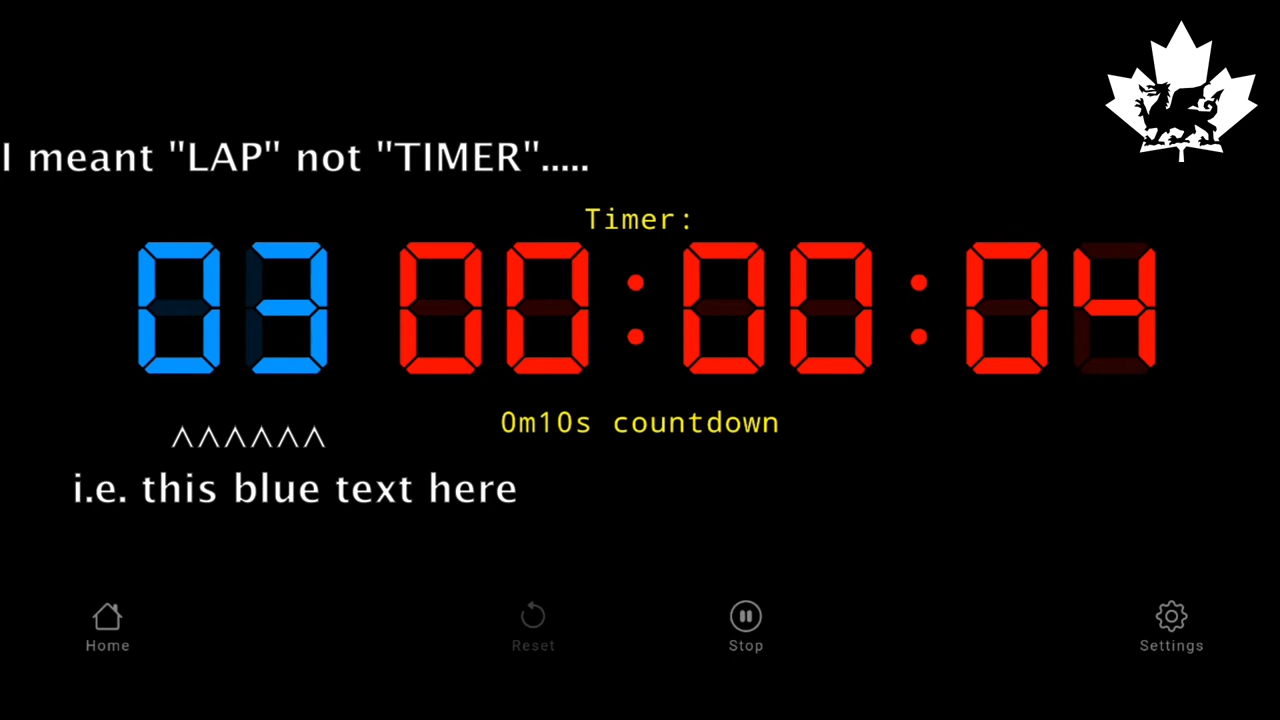 I meant "LAP" not "TIMER".....
Timer:
03 00:00:04
0m10s countdown
^^^^^^
i.e. this blue text here
Home Reset Stop Settings